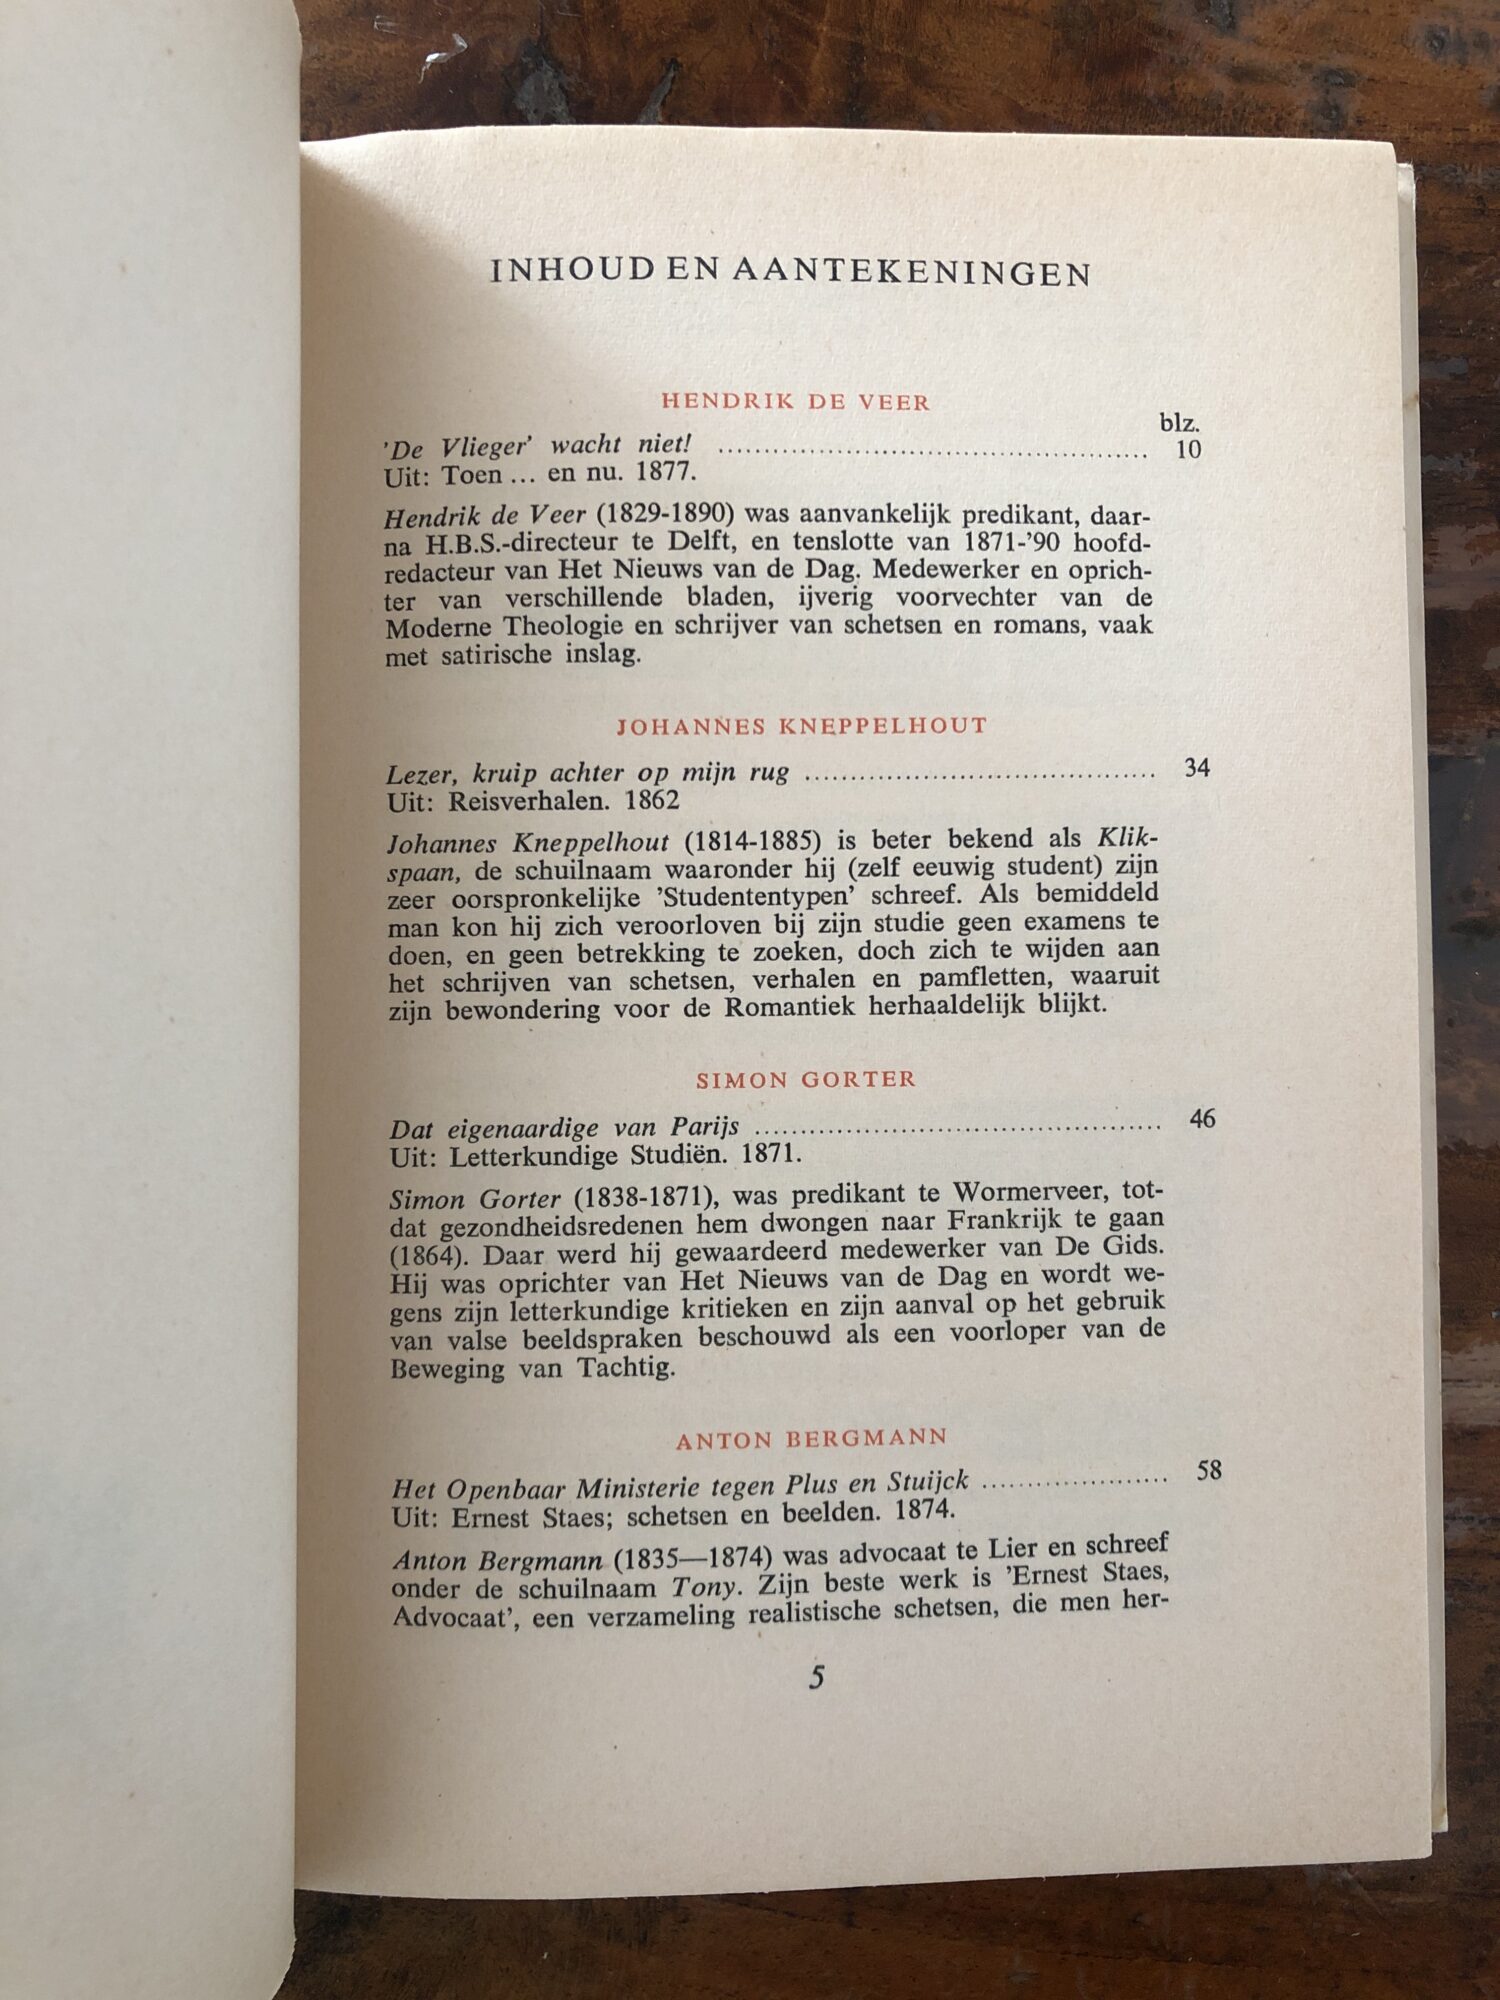 INHOUD EN AANTEKENINGEN
HENDRIK DE VEER
blz.
'De Vlieger' wacht niet! ................................................ 10
Uit: Toen ... en nu. 1877.
Hendrik de Veer (1829-1890) was aanvankelijk predikant, daar-
na H.B.S.-directeur te Delft, en tenslotte van 1871-'90 hoofd-
redacteur van Het Nieuws van de Dag. Medewerker en oprich-
ter van verschillende bladen, ijverig voorvechter van de
Moderne Theologie en schrijver van schetsen en romans, vaak
met satirische inslag.
JOHANNES KNEPPELHOUT
Lezer, kruip achter op mijn rug ...................................... 34
Uit: Reisverhalen. 1862
Johannes Kneppelhout (1814-1885) is beter bekend als Klik-
spaan, de schuilnaam waaronder hij (zelf eeuwig student) zijn
zeer oorspronkelijke 'Studententypen' schreef. Als bemiddeld
man kon hij zich veroorloven bij zijn studie geen examens te
doen, en geen betrekking te zoeken, doch zich te wijden aan
het schrijven van schetsen, verhalen en pamfletten, waaruit
zijn bewondering voor de Romantiek herhaaldelijk blijkt.
SIMON GORTER
Dat eigenaardige van Parijs ............................................ 46
Uit: Letterkundige Studiën. 1871.
Simon Gorter (1838-1871), was predikant te Wormerveer, tot-
dat gezondheidsredenen hem dwongen naar Frankrijk te gaan
(1864). Daar werd hij gewaardeerd medewerker van De Gids.
Hij was oprichter van Het Nieuws van de Dag en wordt we-
gens zijn letterkundige kritieken en zijn aanval op het gebruik
van valse beeldspraken beschouwd als een voorloper van de
Beweging van Tachtig.
ANTON BERGMANN
Het Openbaar Ministerie tegen Plus en Stuijck ..................... 58
Uit: Ernest Staes; schetsen en beelden. 1874.
Anton Bergmann (1835—1874) was advocaat te Lier en schreef
onder de schuilnaam Tony. Zijn beste werk is 'Ernest Staes,
Advocaat', een verzameling realistische schetsen, die men her-
5